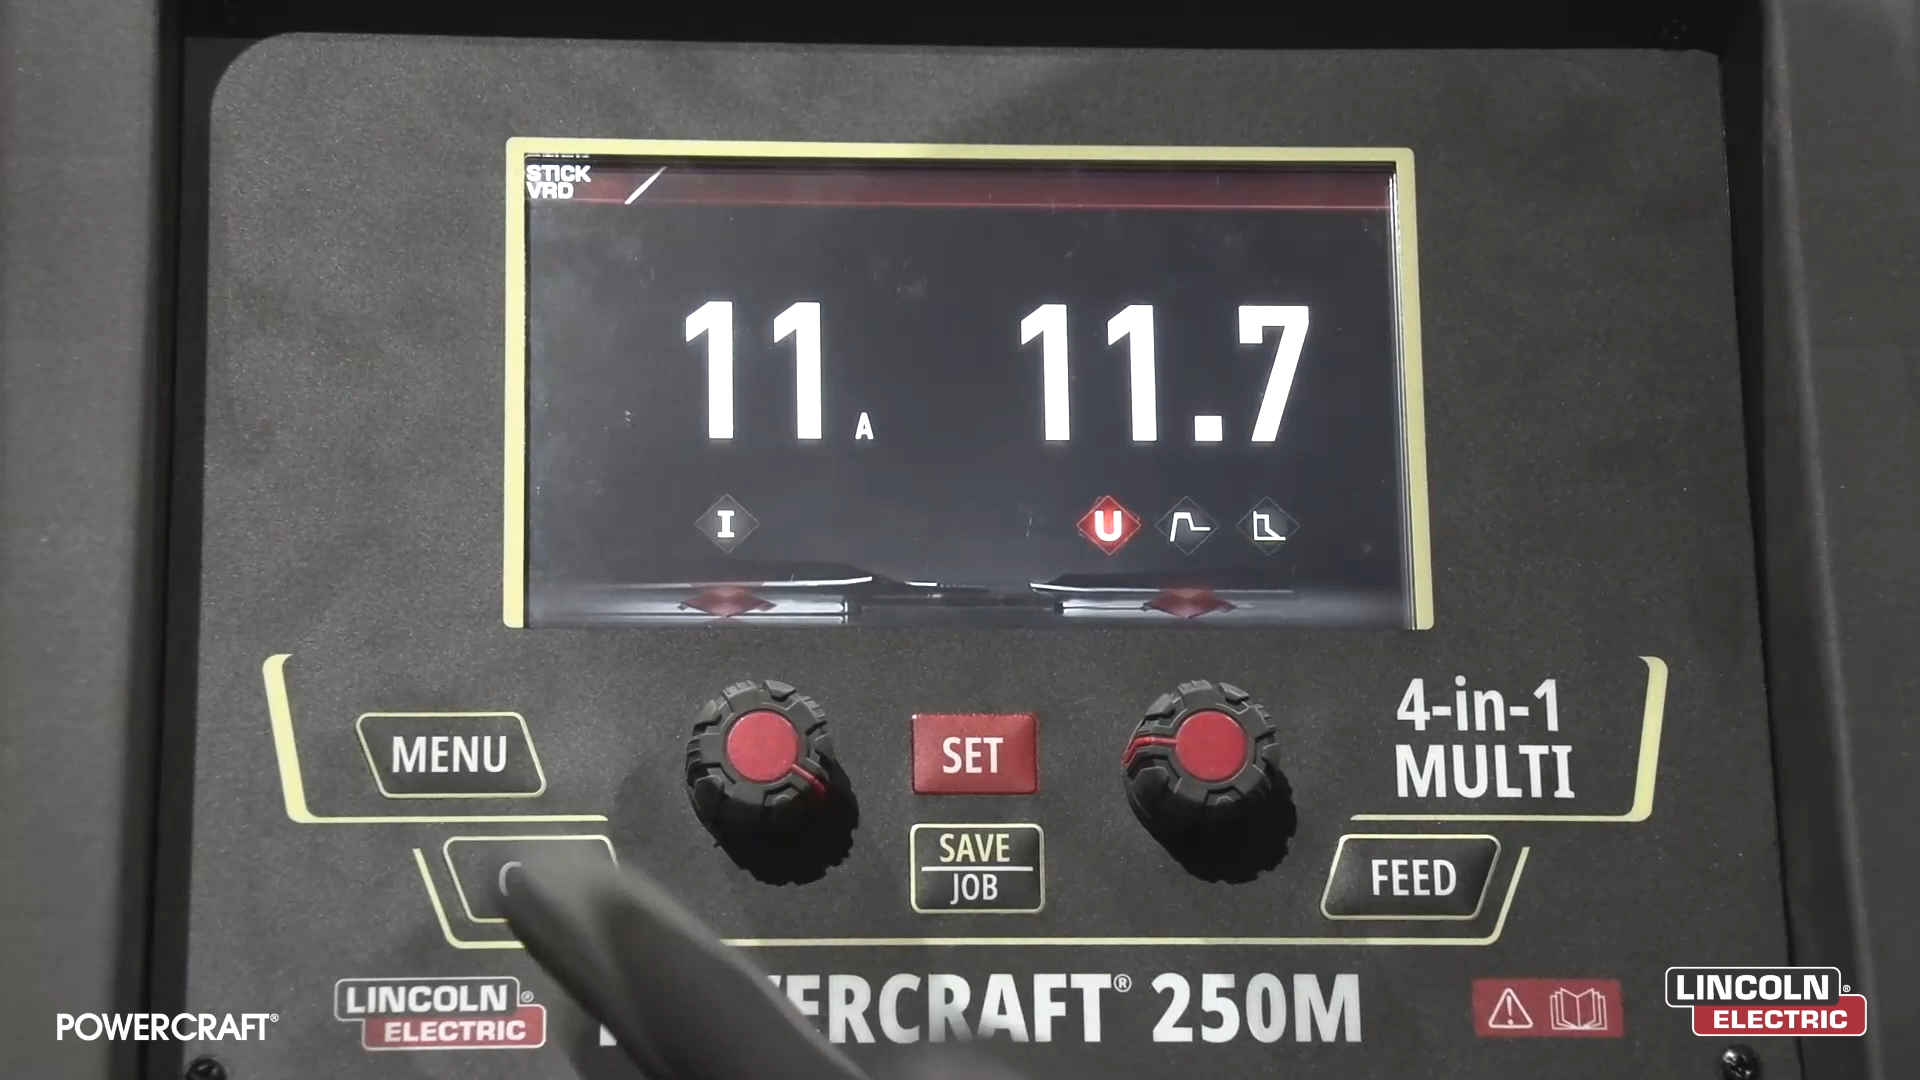 STICK
VRD
11 A 11.7
I U
MENU
SET
4-in-1
MULTI
SAVE
JOB
FEED
LINCOLN ®
ELECTRIC
ERCRAFT® 250M
POWERCRAFT®
LINCOLN ®
ELECTRIC